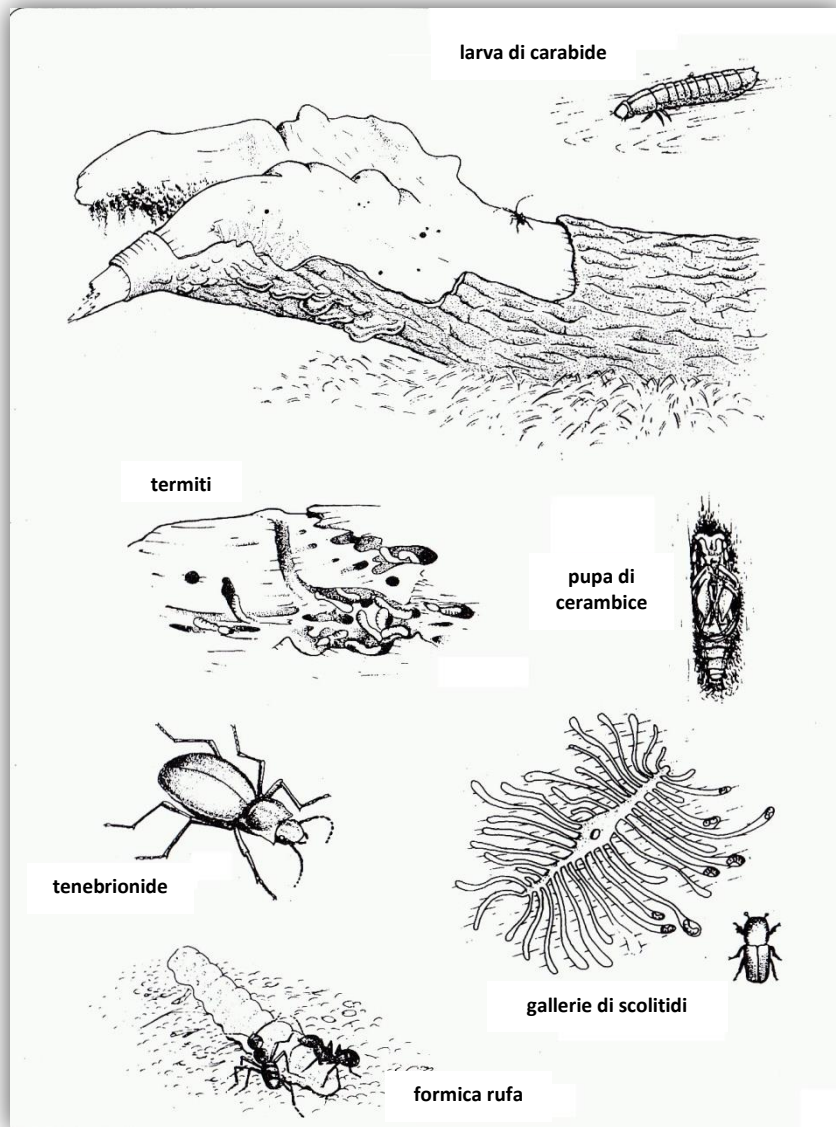 larva di carabide
termiti
pupa di
cerambice
tenebrionide
gallerie di scolitidi
formica rufa